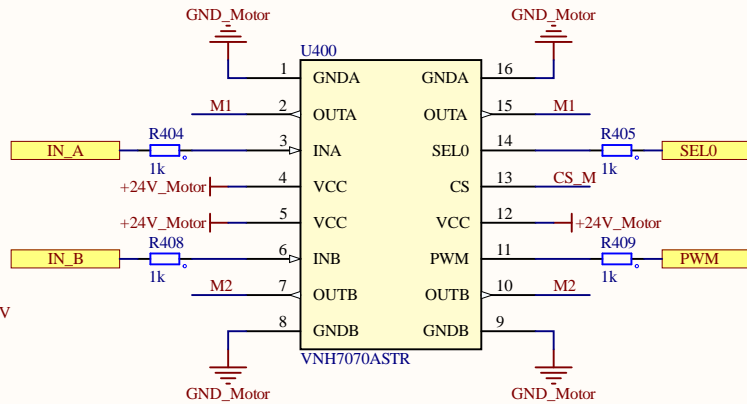 GND_Motor GND_Motor
U400
1 GNDA GNDA 16
M1 2 OUTA OUTA 15 M1
R404 R405
IN_A 3 INA SEL0 14 SEL0
1k 1k
+24V_Motor 4 VCC CS 13 CS_M
+24V_Motor 5 VCC VCC 12 +24V_Motor
R408 R409
IN_B 6 INB PWM 11 PWM
1k 1k
M2 7 OUTB OUTB 10 M2
V
8 GNDB GNDB 9
VNH7070ASTR
GND_Motor GND_Motor